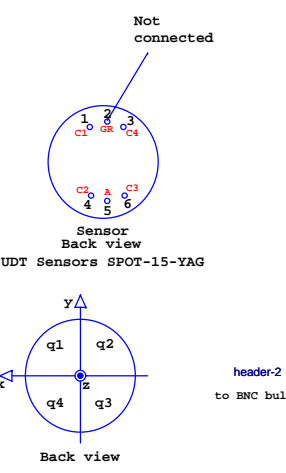 Not
connected
1 2 3
C1 GR C4
C2 A C3
4 5 6
Sensor
Back view
UDT Sensors SPOT-15-YAG
y
q1 q2
x z
q4 q3
Back view
header-2
to BNC bul